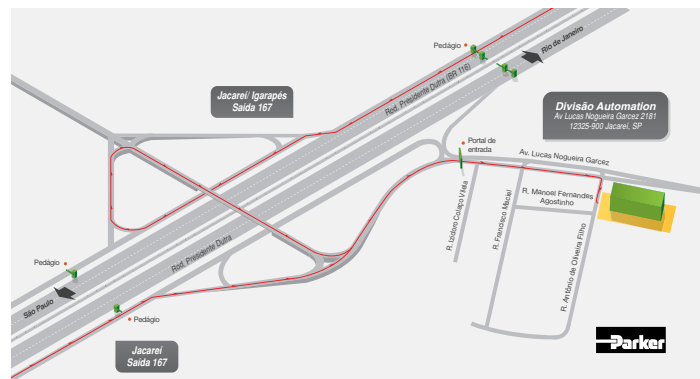 Pedágio
Rio de Janeiro
Jacareí/ Igarapés
Saída 167
Rod. Presidente Dutra (BR 116)
Divisão Automation
Av Lucas Nogueira Garcez 2181
12325-900 Jacareí, SP
Portal de
entrada
Av. Lucas Nogueira Garcez
R. Izidoro Colaço Vilela
R. Francisco Maciel
R. Manoel Fernandes
Agostinho
R. Antônio de Oliveira Filho
Rod. Presidente Dutra
Pedágio
São Paulo
Pedágio
Jacareí
Saída 167
Parker